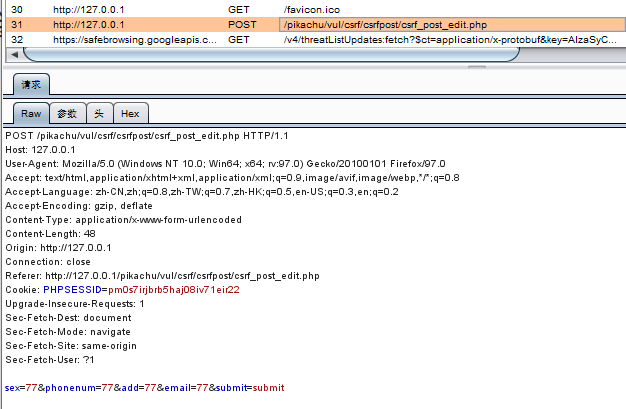 30 http://127.0.0.1 GET /favicon.ico
31 http://127.0.0.1 POST /pikachu/vul/csrf/csrfpost/csrf_post_edit.php
32 https://safebrowsing.googleapis.c... GET /v4/threatListUpdates:fetch?$ct=application/x-protobuf&key=AIzaSyC...
请求
Raw 参数 头 Hex
POST /pikachu/vul/csrf/csrfpost/csrf_post_edit.php HTTP/1.1
Host: 127.0.0.1
User-Agent: Mozilla/5.0 (Windows NT 10.0; Win64; x64; rv:97.0) Gecko/20100101 Firefox/97.0
Accept: text/html,application/xhtml+xml,application/xml;q=0.9,image/avif,image/webp,*/*;q=0.8
Accept-Language: zh-CN,zh;q=0.8,zh-TW;q=0.7,zh-HK;q=0.5,en-US;q=0.3,en;q=0.2
Accept-Encoding: gzip, deflate
Content-Type: application/x-www-form-urlencoded
Content-Length: 48
Origin: http://127.0.0.1
Connection: close
Referer: http://127.0.0.1/pikachu/vul/csrf/csrfpost/csrf_post_edit.php
Cookie: PHPSESSID=pm0s7irjbrb5haj08iv71eir22
Upgrade-Insecure-Requests: 1
Sec-Fetch-Dest: document
Sec-Fetch-Mode: navigate
Sec-Fetch-Site: same-origin
Sec-Fetch-User: ?1
sex=77&phonenum=77&add=77&email=77&submit=submit